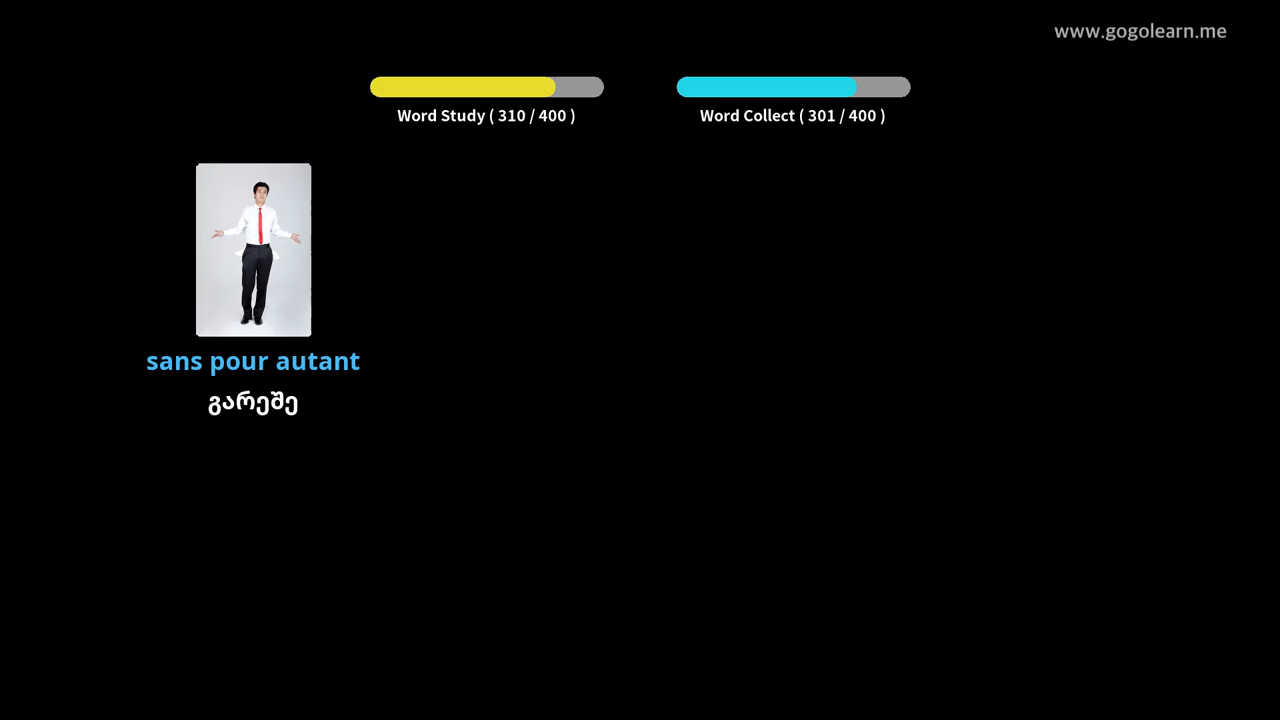 www.gogolearn.me
Word Study ( 310 / 400 )
Word Collect ( 301 / 400 )
sans pour autant
გარეშე